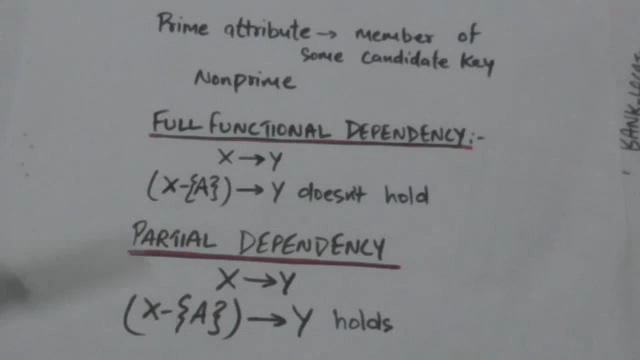 Prime attribute → member of
some candidate key
Nonprime
FULL FUNCTIONAL DEPENDENCY:-
X→Y
(X-{A}) → Y doesn't hold
PARTIAL DEPENDENCY
X→Y
(X-{A}) → Y holds